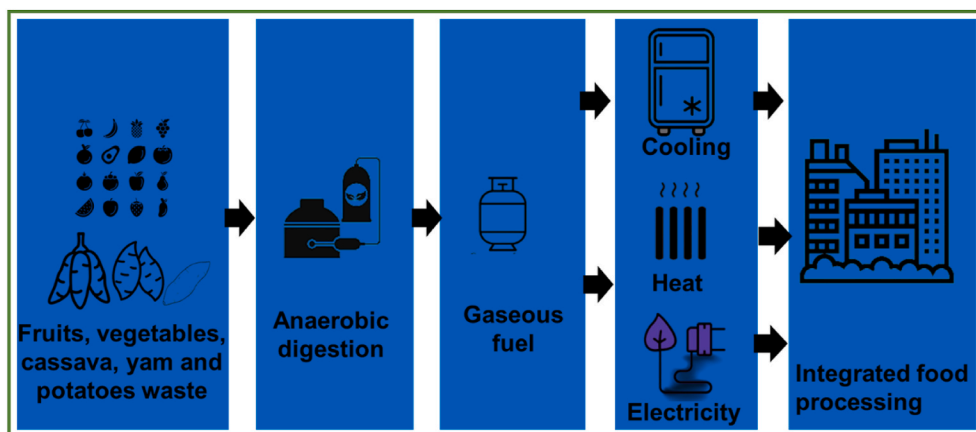 Fruits, vegetables,
cassava, yam and
potatoes waste
Anaerobic
digestion
Gaseous
fuel
Cooling
Heat
Electricity
Integrated food
processing